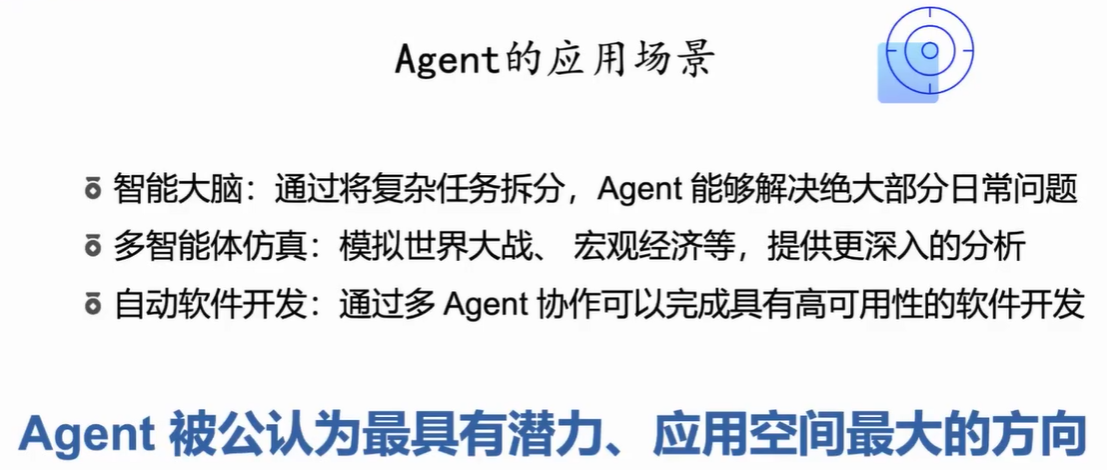 Agent的应用场景
智能大脑：通过将复杂任务拆分，Agent 能够解决绝大部分日常问题
多智能体仿真：模拟世界大战、 宏观经济等，提供更深入的分析
自动软件开发：通过多 Agent 协作可以完成具有高可用性的软件开发
Agent 被公认为最具有潜力、应用空间最大的方向